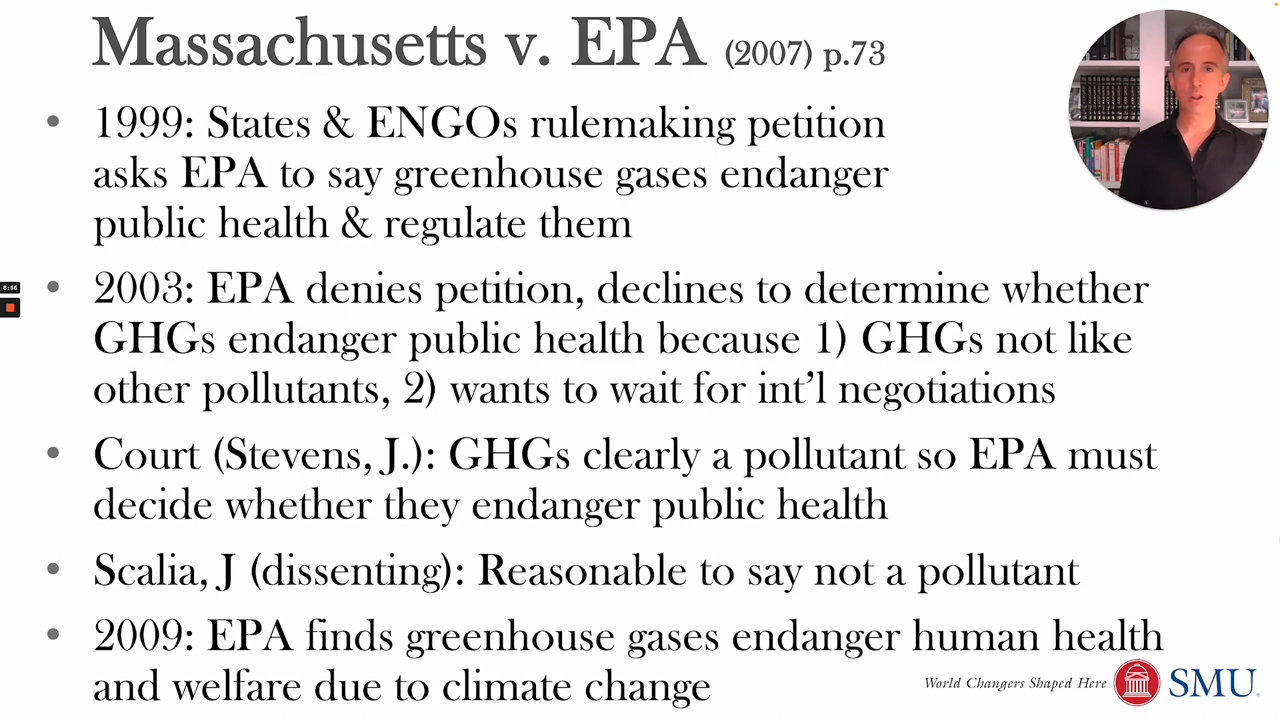 Massachusetts v. EPA (2007) p.73
• 1999: States & ENGOs rulemaking petition
asks EPA to say greenhouse gases endanger
public health & regulate them
• 2003: EPA denies petition, declines to determine whether
GHGs endanger public health because 1) GHGs not like
other pollutants, 2) wants to wait for int’l negotiations
• Court (Stevens, J.): GHGs clearly a pollutant so EPA must
decide whether they endanger public health
• Scalia, J (dissenting): Reasonable to say not a pollutant
• 2009: EPA finds greenhouse gases endanger human health
and welfare due to climate change
8:56
World Changers Shaped Here SMU.